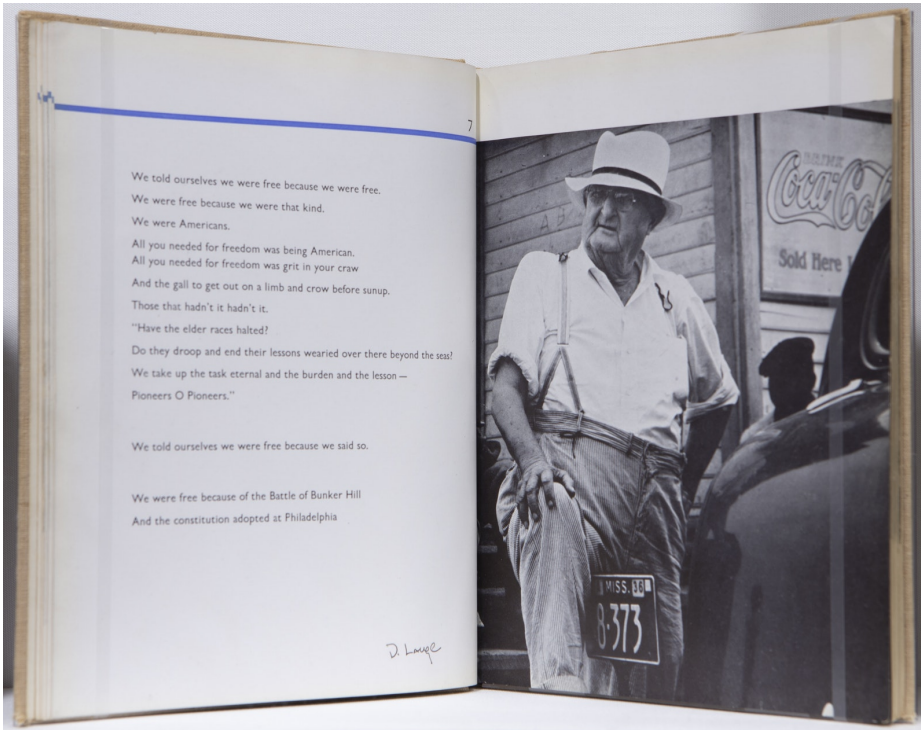 7
We told ourselves we were free because we were free.
We were free because we were that kind.
We were Americans.
All you needed for freedom was being American.
All you needed for freedom was grit in your craw
And the gall to get out on a limb and crow before sunup.
Those that hadn't it hadn't it.
"Have the elder races halted?
Do they droop and end their lessons wearied over there beyond the seas?
We take up the task eternal and the burden and the lesson —
Pioneers O Pioneers."
We told ourselves we were free because we said so.
We were free because of the Battle of Bunker Hill
And the constitution adopted at Philadelphia
D. Lange
DRINK
Coca-Co
Sold Here
MISS. 36
8-373